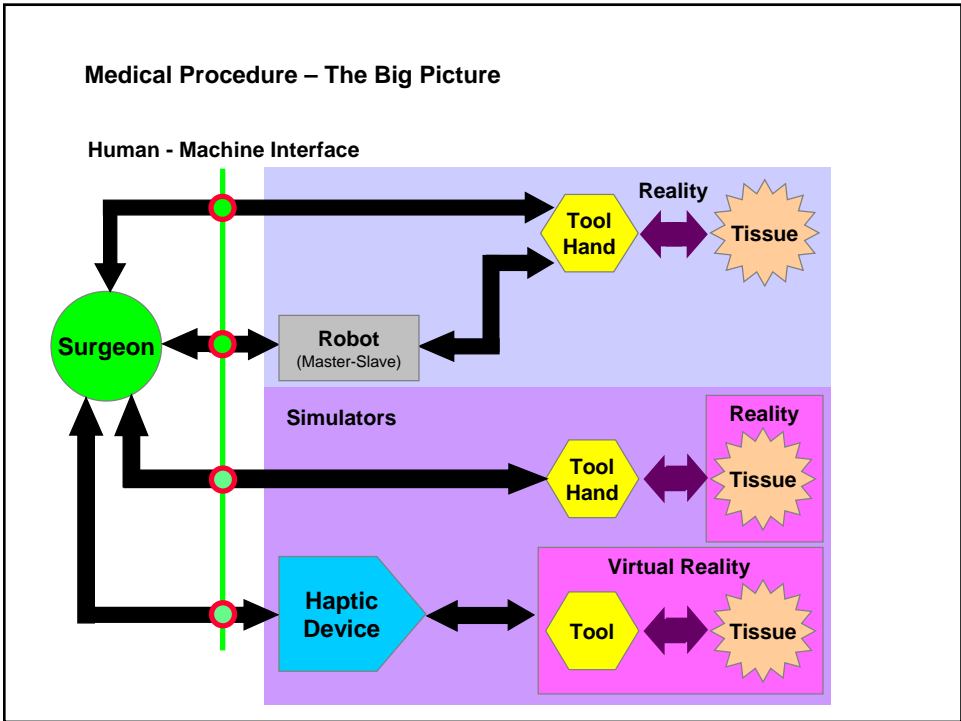 Medical Procedure – The Big Picture
Human - Machine Interface
Reality
Tool
Hand
Tissue
Surgeon
Robot
(Master-Slave)
Simulators
Reality
Tool
Hand
Tissue
Virtual Reality
Haptic
Device
Tool
Tissue